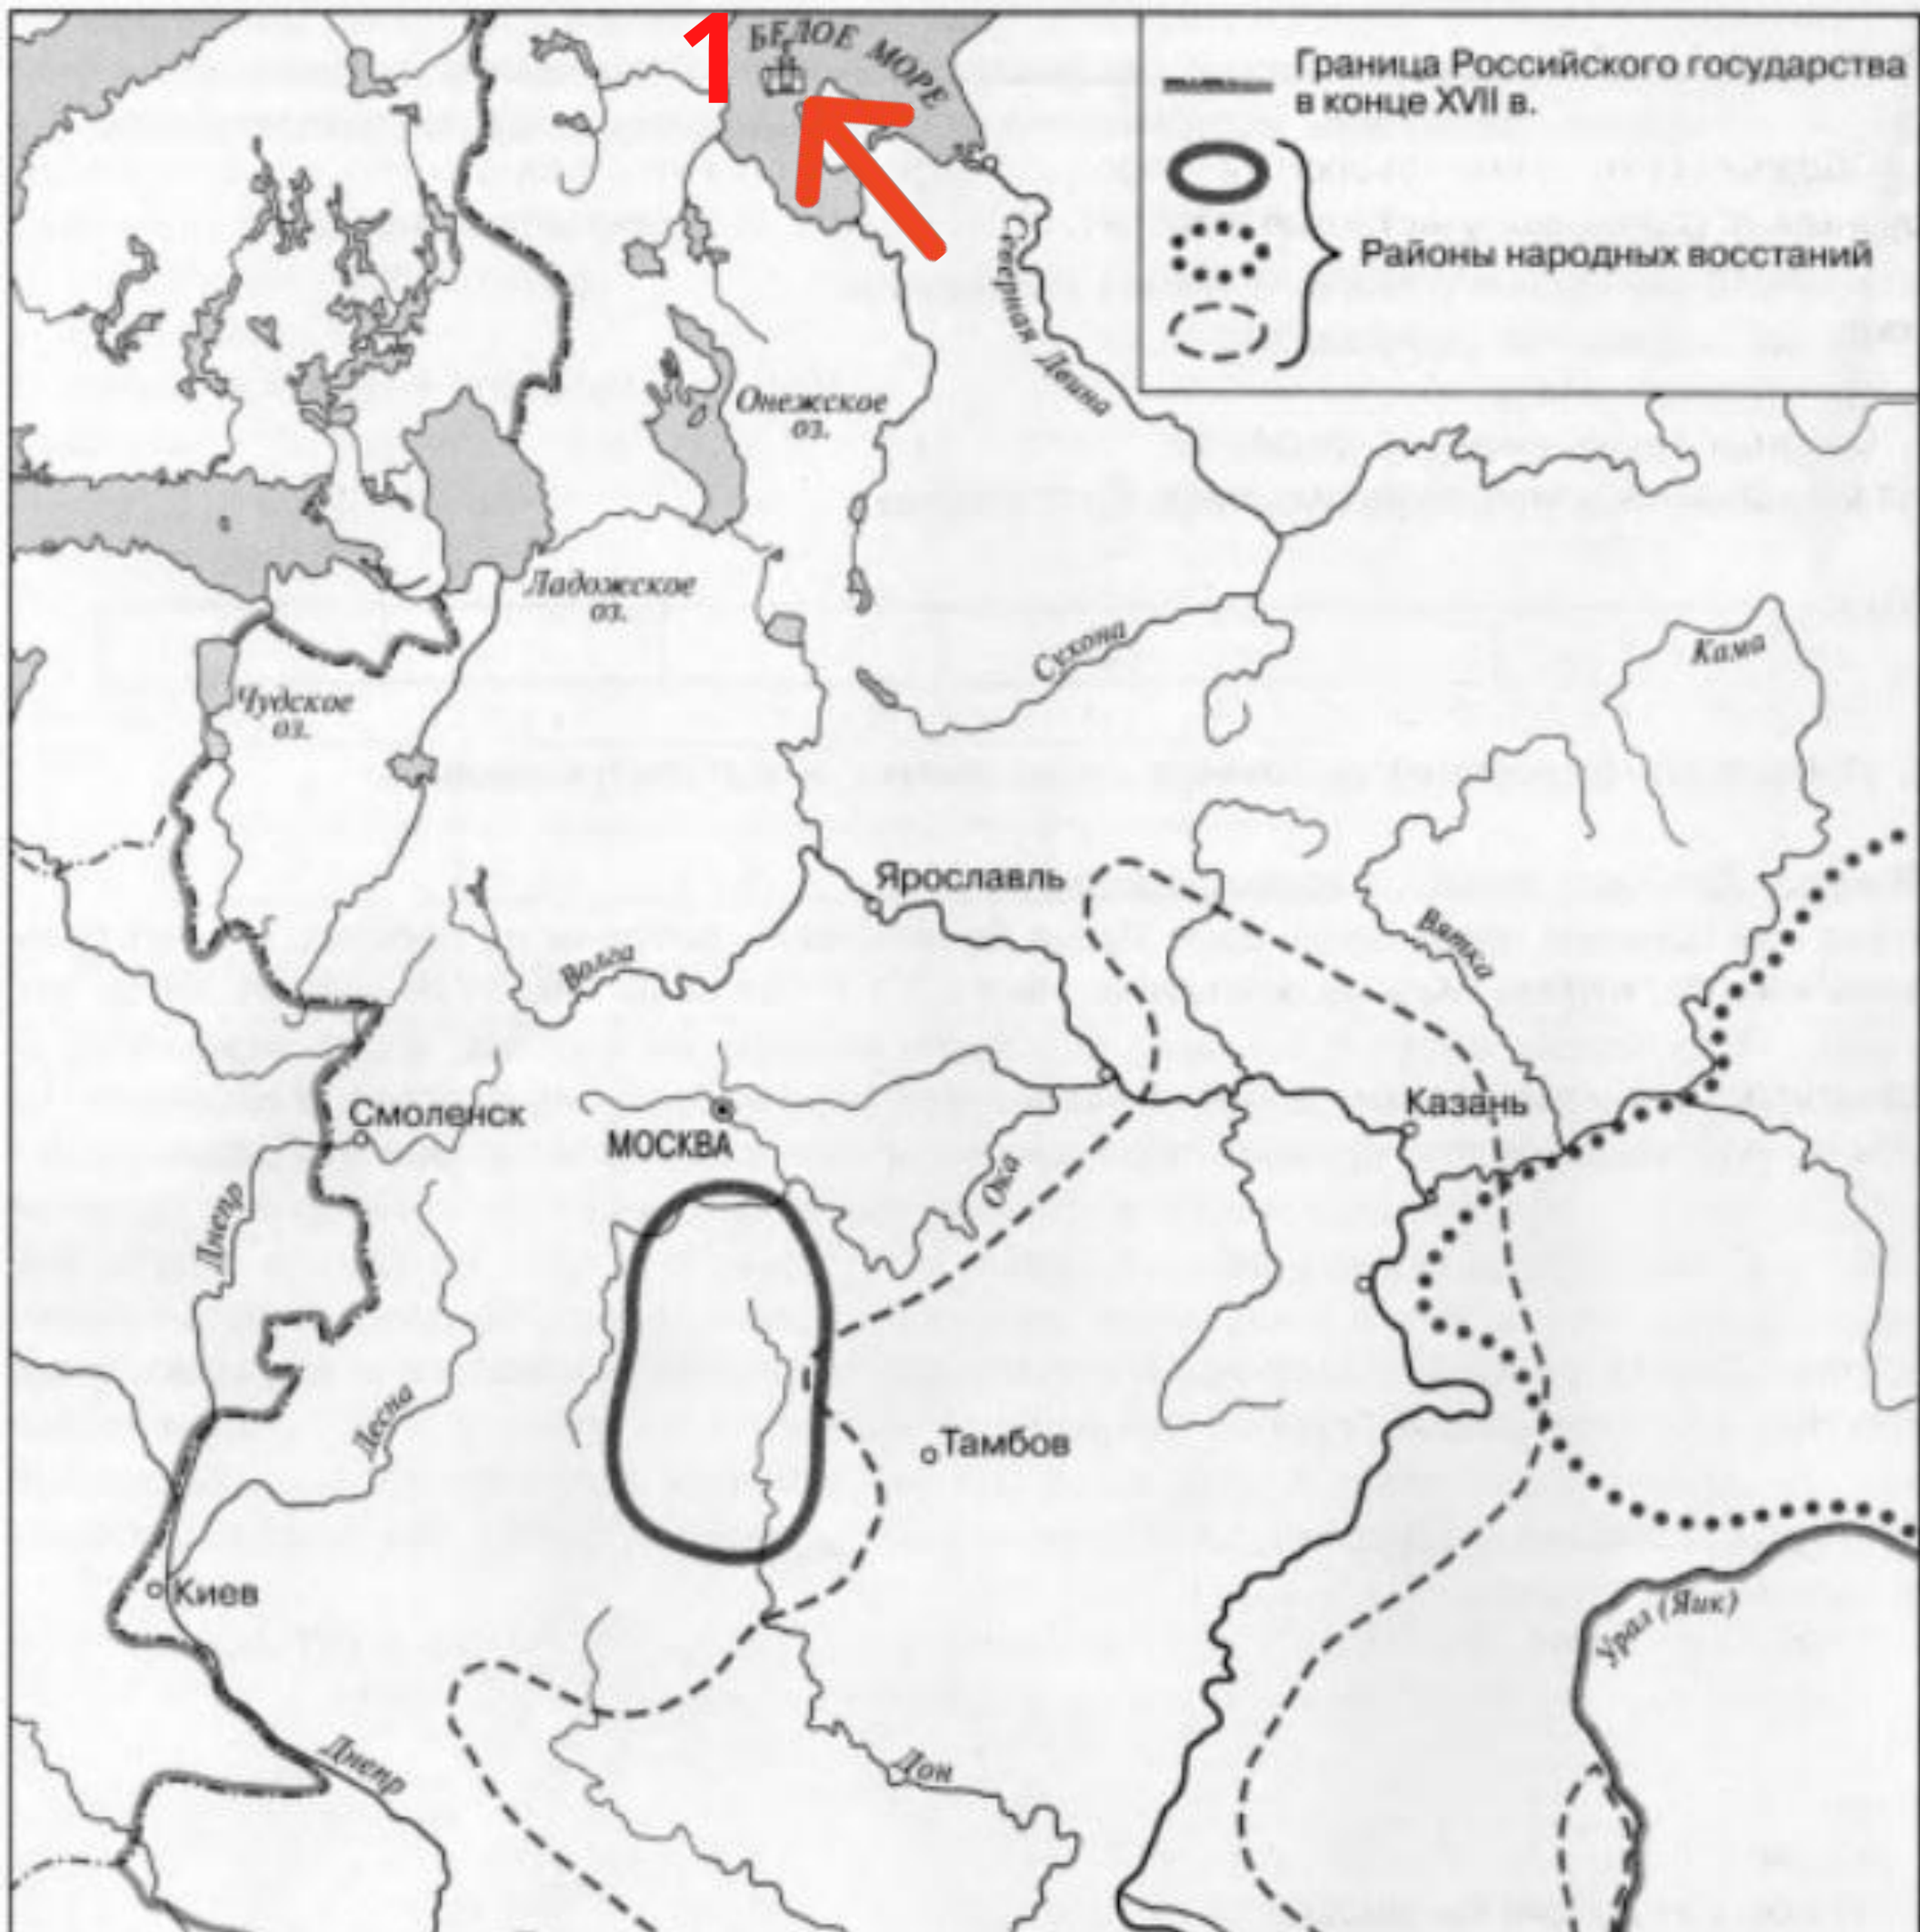 1
БЕЛОЕ МОРЕ
Граница Российского государства
в конце XVII в.
Районы народных восстаний
Северная Двина
Онежское
оз.
Ладожское
оз.
Сухона
Кама
Чудское
оз.
Ярославль
Волга
Вятка
Смоленск
МОСКВА
Казань
Ока
Днепр
Десна
Тамбов
Киев
Урал (Яик)
Днепр
Дон